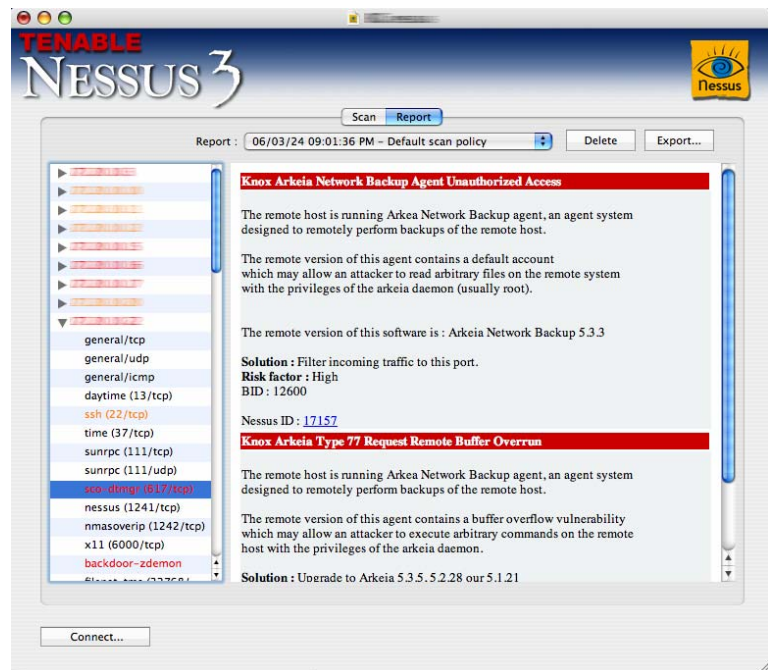 TENABLE
NESSUS 3
nessus
Scan Report
Report : 06/03/24 09:01:36 PM – Default scan policy Delete Export...
general/tcp
general/udp
general/icmp
daytime (13/tcp)
ssh (22/tcp)
time (37/tcp)
sunrpc (111/tcp)
sunrpc (111/udp)
sco-dtmgr (617/tcp)
nessus (1241/tcp)
nmasoverip (1242/tcp)
x11 (6000/tcp)
backdoor-zdemon
Knox Arkeia Network Backup Agent Unauthorized Access
The remote host is running Arkea Network Backup agent, an agent system
designed to remotely perform backups of the remote host.
The remote version of this agent contains a default account
which may allow an attacker to read arbitrary files on the remote system
with the privileges of the arkeia daemon (usually root).
The remote version of this software is : Arkeia Network Backup 5.3.3
Solution : Filter incoming traffic to this port.
Risk factor : High
BID : 12600
Nessus ID : 17157
Knox Arkeia Type 77 Request Remote Buffer Overrun
The remote host is running Arkea Network Backup agent, an agent system
designed to remotely perform backups of the remote host.
The remote version of this agent contains a buffer overflow vulnerability
which may allow an attacker to execute arbitrary commands on the remote
host with the privileges of the arkeia daemon.
Solution : Upgrade to Arkeia 5.3.5, 5.2.28 our 5.1.21
Connect...